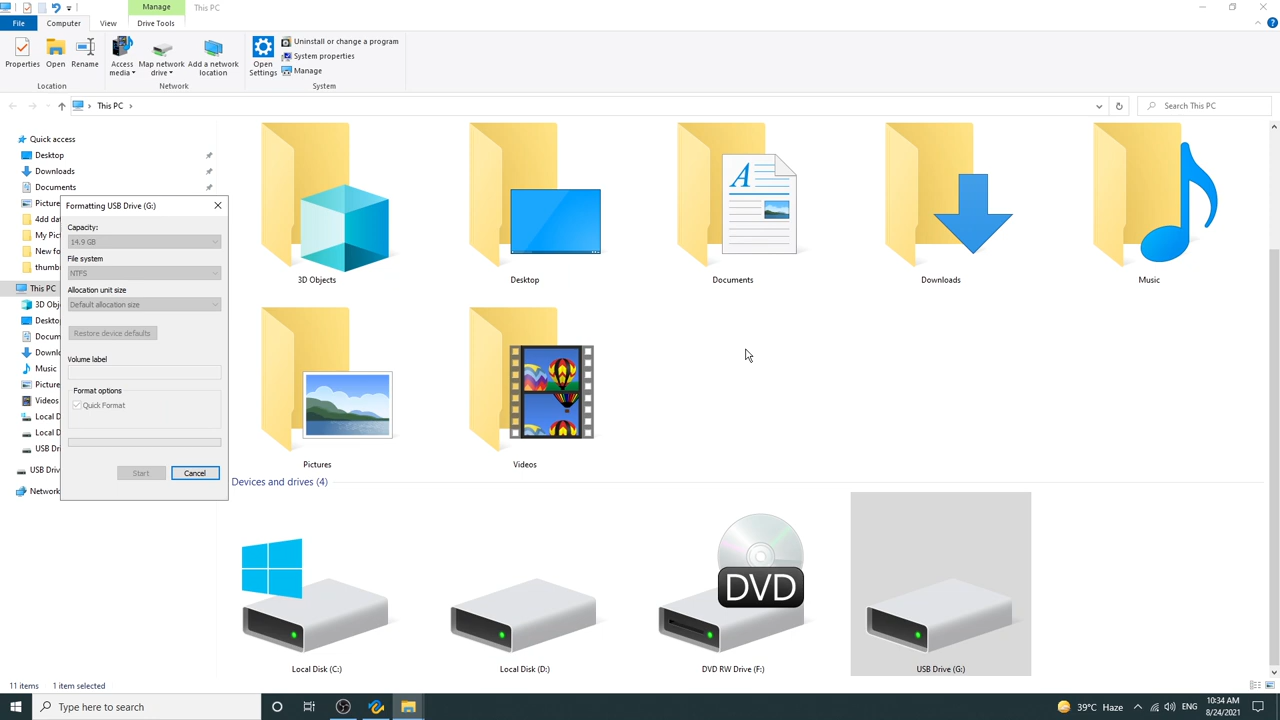 Manage
This PC
File
Computer
View
Drive Tools
Properties
Open
Rename
Access media
Map network drive
Add a network location
Open Settings
Uninstall or change a program
System properties
Manage
Location
Network
System
This PC
Search This PC
Quick access
Desktop
Downloads
Documents
Picture
4dd da
My Pic
New fo
thumb
This PC
3D Obj
Deskto
Docum
Downlo
Music
Picture
Videos
Local D
Local D
USB Dr
USB Driv
Network
Formatting USB Drive (G:)
Capacity:
14.9 GB
File system
NTFS
Allocation unit size
Default allocation size
Restore device defaults
Volume label
Format options
Quick Format
Start
Cancel
3D Objects
Desktop
Documents
Downloads
Music
Pictures
Videos
Devices and drives (4)
DVD
Local Disk (C:)
Local Disk (D:)
DVD RW Drive (F:)
USB Drive (G:)
11 items
1 item selected
Type here to search
39°C Haze
ENG
10:34 AM
8/24/2021